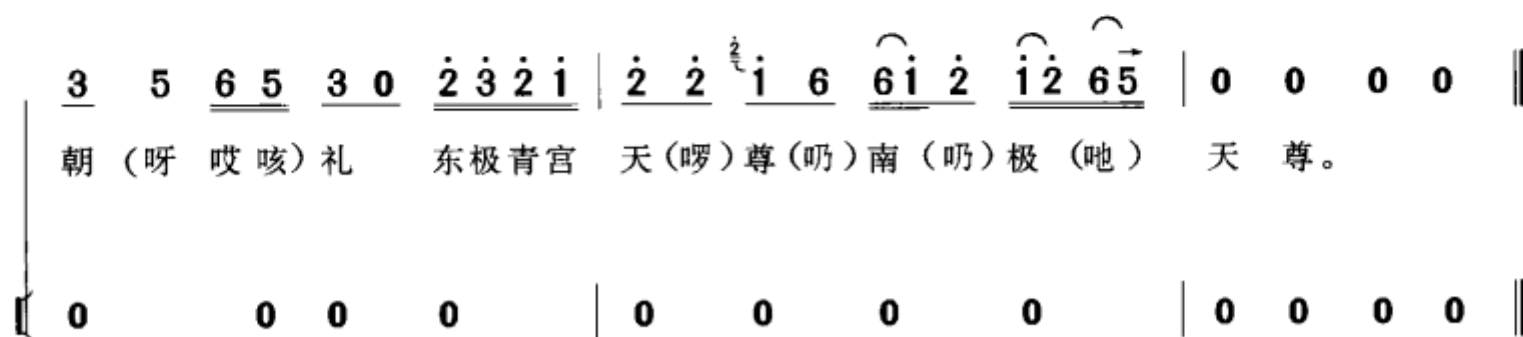 3 5 6 5 3 0 2̇ 3̇ 2̇ 1̇ | 2̇ 2̇ 2̇ 1̇ 6 6 1̇ 2̇ 1̇ 2̇ 6 5 | 0 0 0 0 ‖
朝（呀 哎 咳）礼 东极青宫 天（啰）尊（叨）南（叨）极（吔） 天 尊。
0 0 0 0 | 0 0 0 0 | 0 0 0 0 ‖